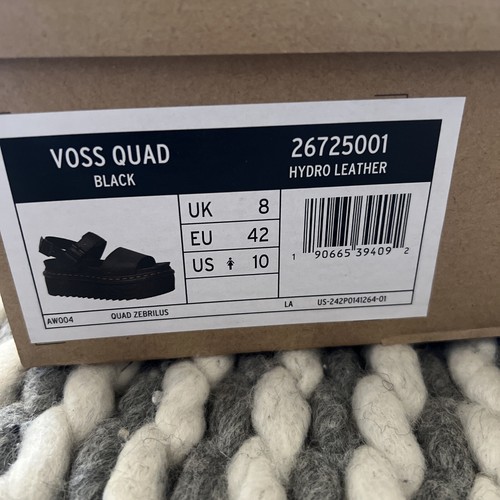 VOSS QUAD
BLACK
26725001
HYDRO LEATHER
UK 8
EU 42
US 10
1 90665 39409 2
AW004 QUAD ZEBRILUS LA US-242P0141264-01